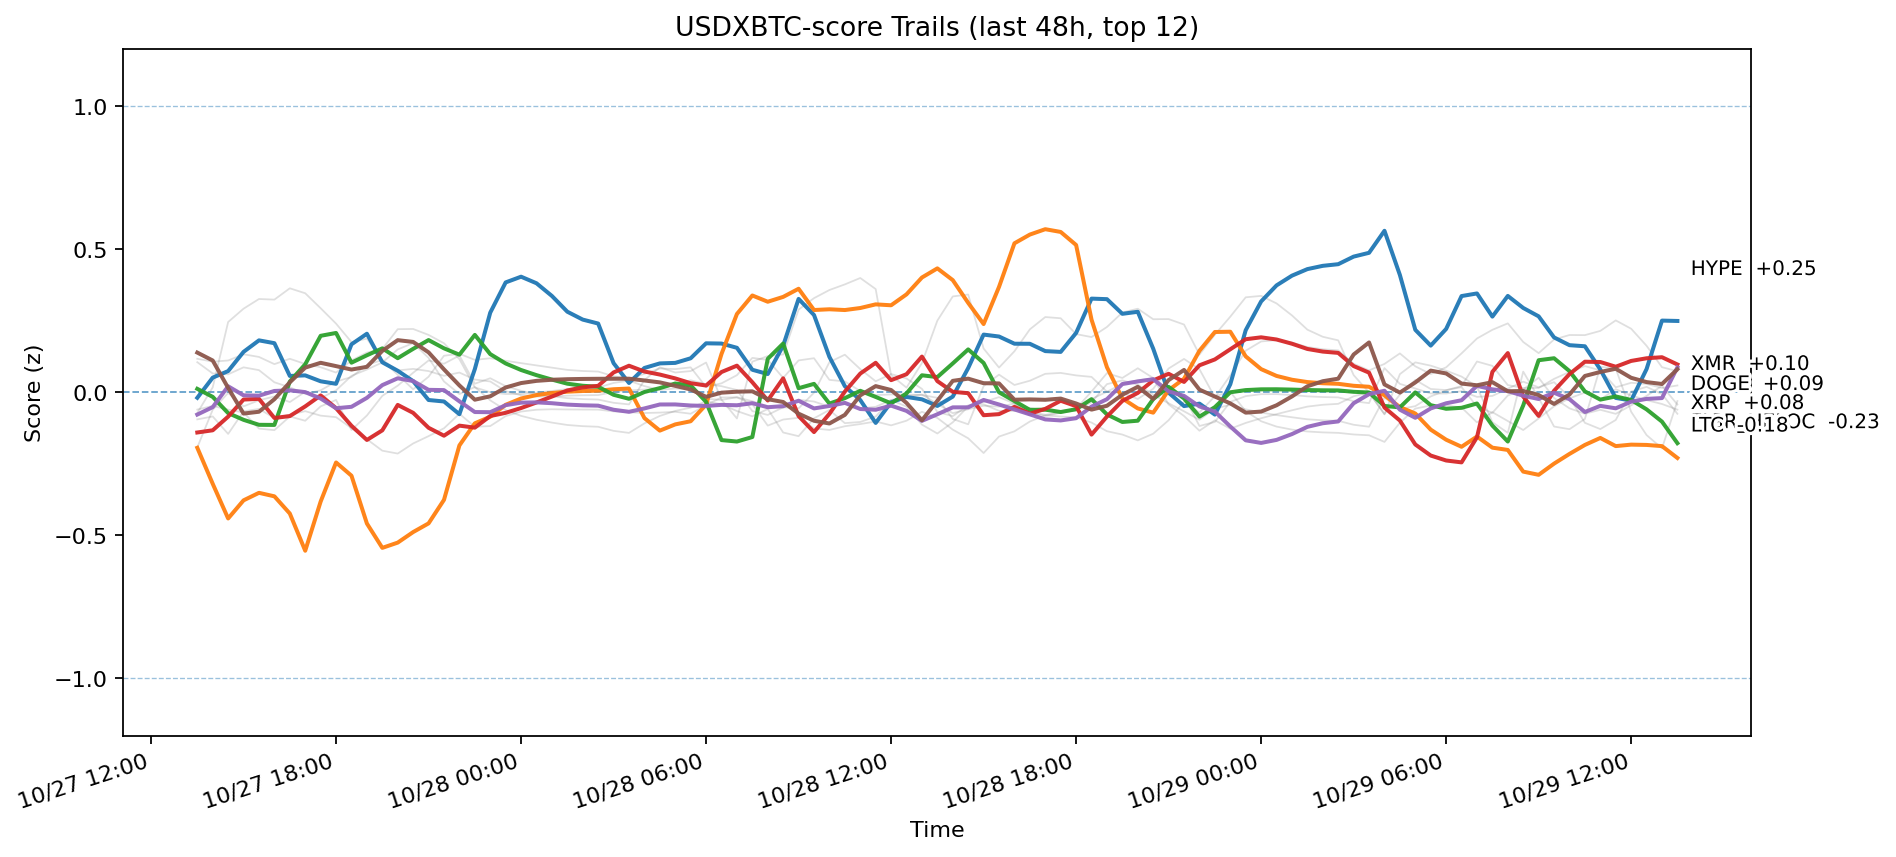 USDXBTC-score Trails (last 48h, top 12)
Score (z)
1.0
0.5
0.0
−0.5
−1.0
HYPE +0.25
XMR +0.10
DOGE +0.09
XRP +0.08
-0.23
LTC -0.18
10/27 12:00
10/27 18:00
10/28 00:00
10/28 06:00
10/28 12:00
10/28 18:00
10/29 00:00
10/29 06:00
10/29 12:00
Time